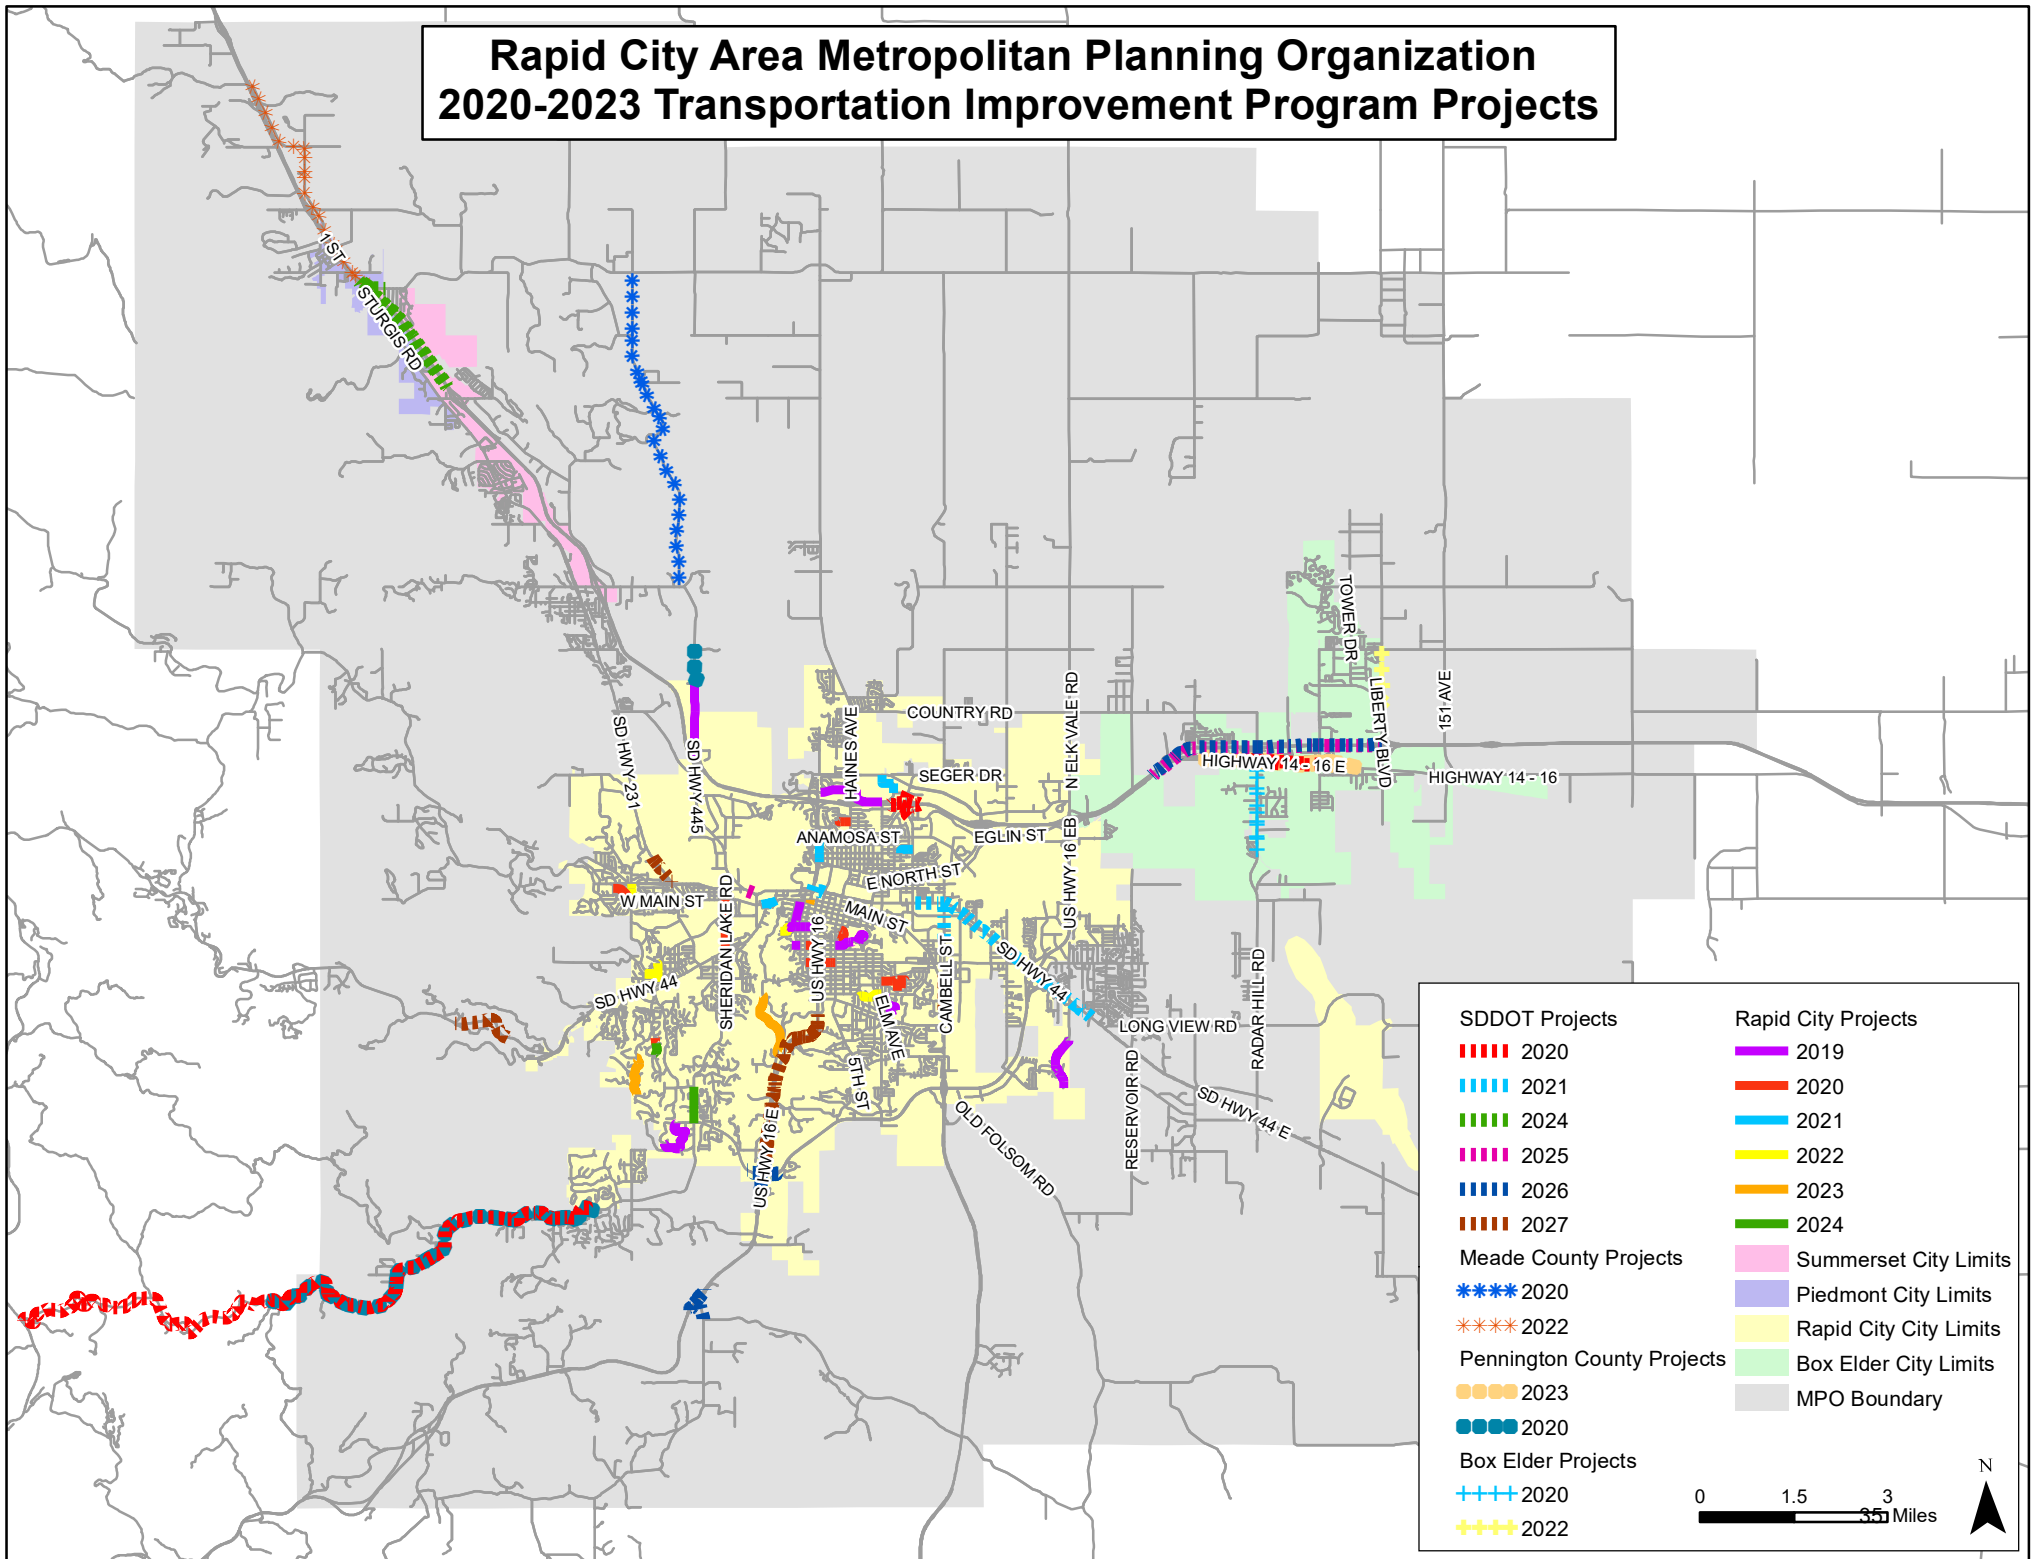 Rapid City Area Metropolitan Planning Organization
2020-2023 Transportation Improvement Program Projects
1 ST
STURGIS RD
TOWER DR
LIBERTY BLVD
151 AVE
N ELK VALE RD
COUNTRY RD
HAINES AVE
SD HWY 231
SD HWY 445
SEGER DR
HIGHWAY 14 - 16 E
HIGHWAY 14 - 16
ANAMOSA ST
EGLIN ST
US HWY 16 EB
E NORTH ST
W MAIN ST
SHERIDAN LAKE RD
MAIN ST
US HWY 16
SD HWY 44
SD HWY 44
CAMPBELL ST
ELM AVE
RADAR HILL RD
LONG VIEW RD
5TH ST
RESERVOIR RD
US HWY 16 E
OLD FOLSOM RD
SD HWY 44 E
SDDOT Projects
2020
2021
2024
2025
2026
2027
Meade County Projects
2020
2022
Pennington County Projects
2023
2020
Box Elder Projects
2020
2022
Rapid City Projects
2019
2020
2021
2022
2023
2024
Summerset City Limits
Piedmont City Limits
Rapid City City Limits
Box Elder City Limits
MPO Boundary
N
0 1.5 3
35 Miles